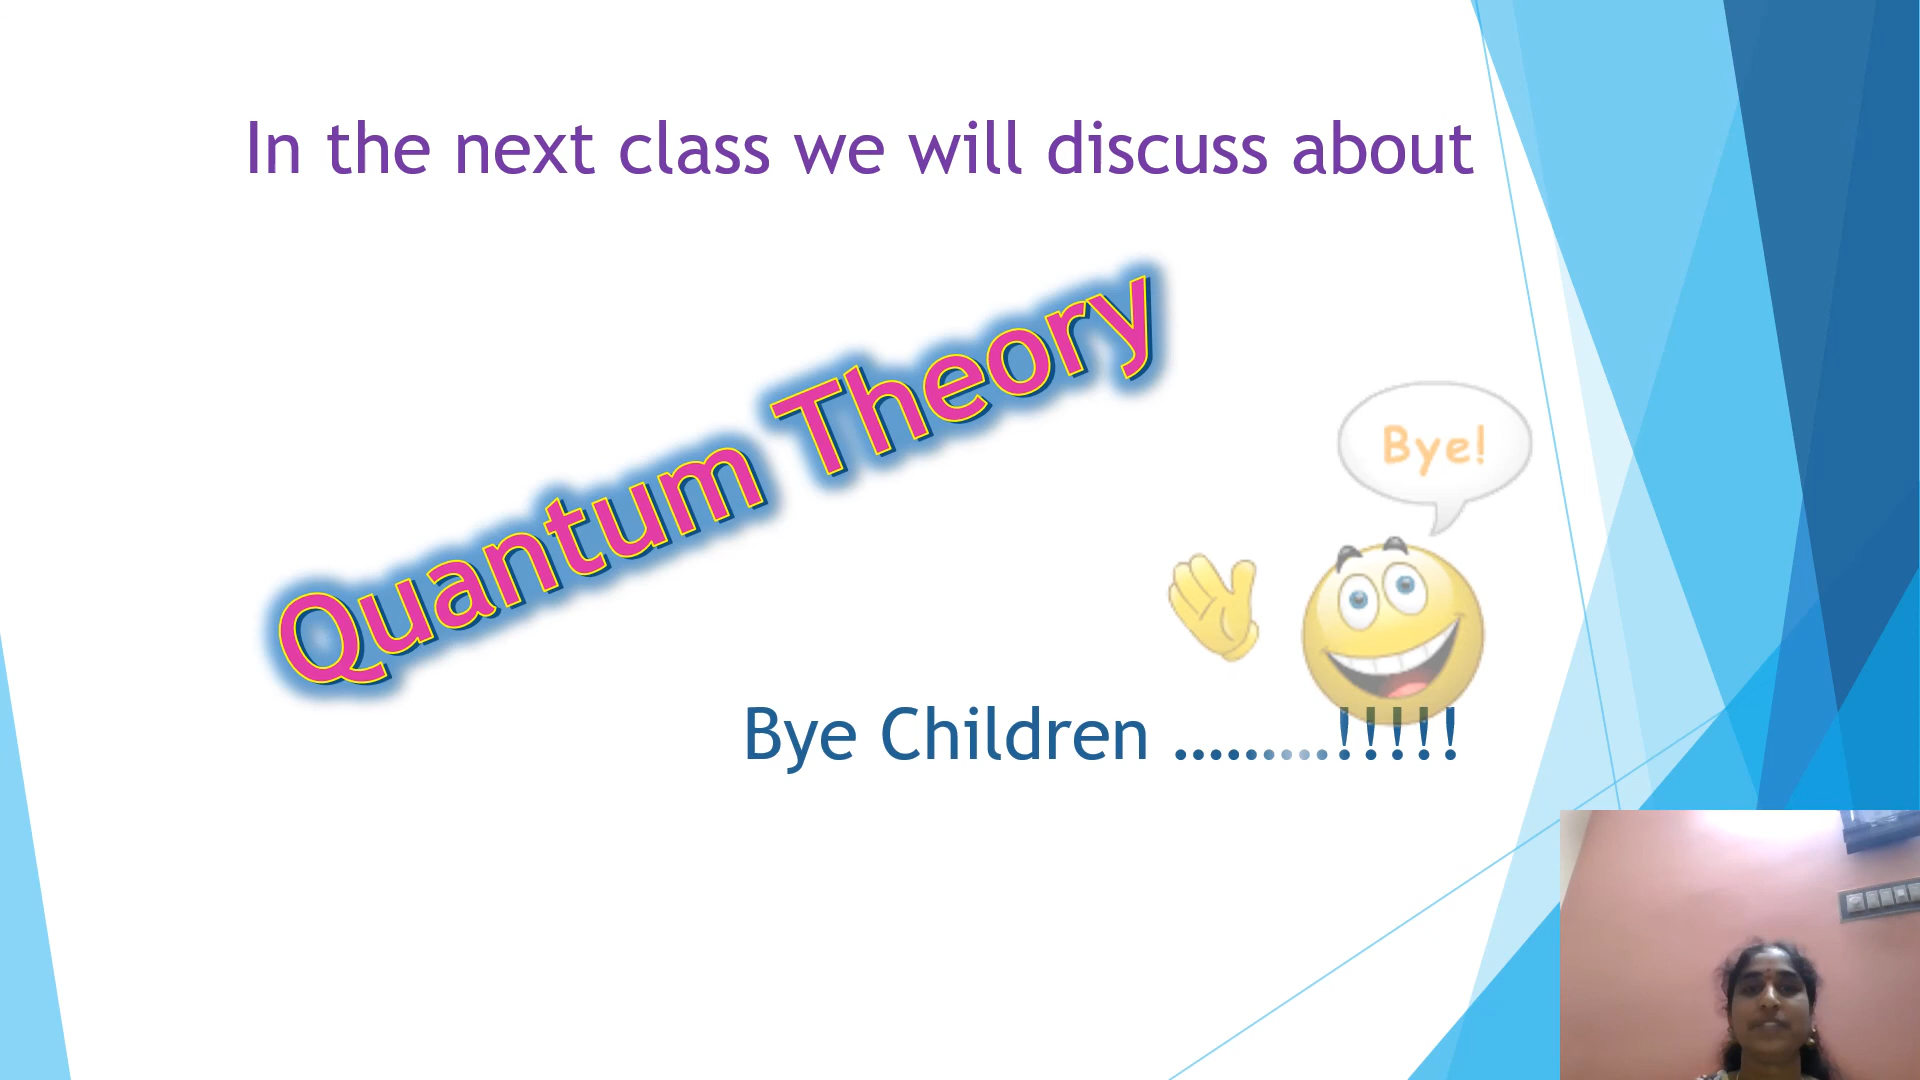 In the next class we will discuss about
Quantum Theory
Bye!
Bye Children .........!!!!!